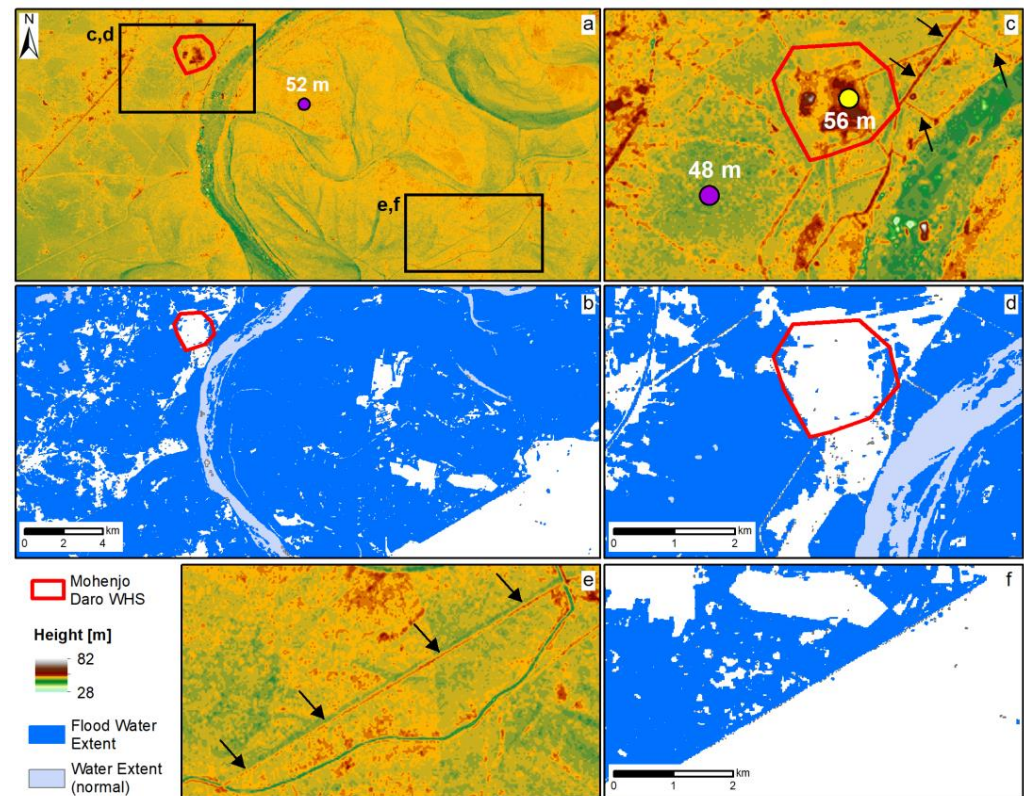 N
a
c,d
52 m
e,f
c
56 m
48 m
b
km
0 2 4
d
km
0 1 2
Mohenjo
Daro WHS
Height [m]
82
28
Flood Water
Extent
Water Extent
(normal)
e
f
km
0 1 2